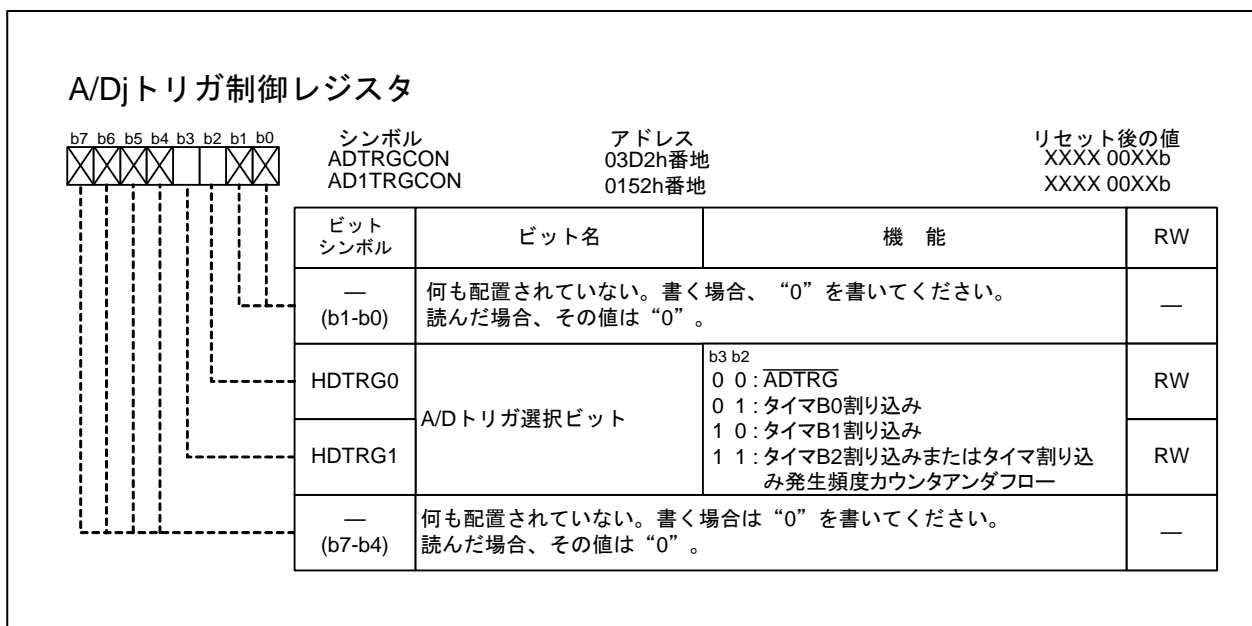 A/Djトリガ制御レジスタ
b7 b6 b5 b4 b3 b2 b1 b0
シンボル アドレス リセット後の値
ADTRGCON 03D2h番地 XXXX 00XXb
AD1TRGCON 0152h番地 XXXX 00XXb
ビット
シンボル
ビット名
機 能
RW
—
(b1-b0)
何も配置されていない。書く場合、 “0”を書いてください。
読んだ場合、その値は“0”。
—
HDTRG0
HDTRG1
A/Dトリガ選択ビット
b3 b2
0 0 : ADTRG
0 1 : タイマB0割り込み
1 0 : タイマB1割り込み
1 1 : タイマB2割り込みまたはタイマ割り込
み発生頻度カウンタアンダフロー
RW
RW
—
(b7-b4)
何も配置されていない。書く場合は“0”を書いてください。
読んだ場合、その値は“0”。
—